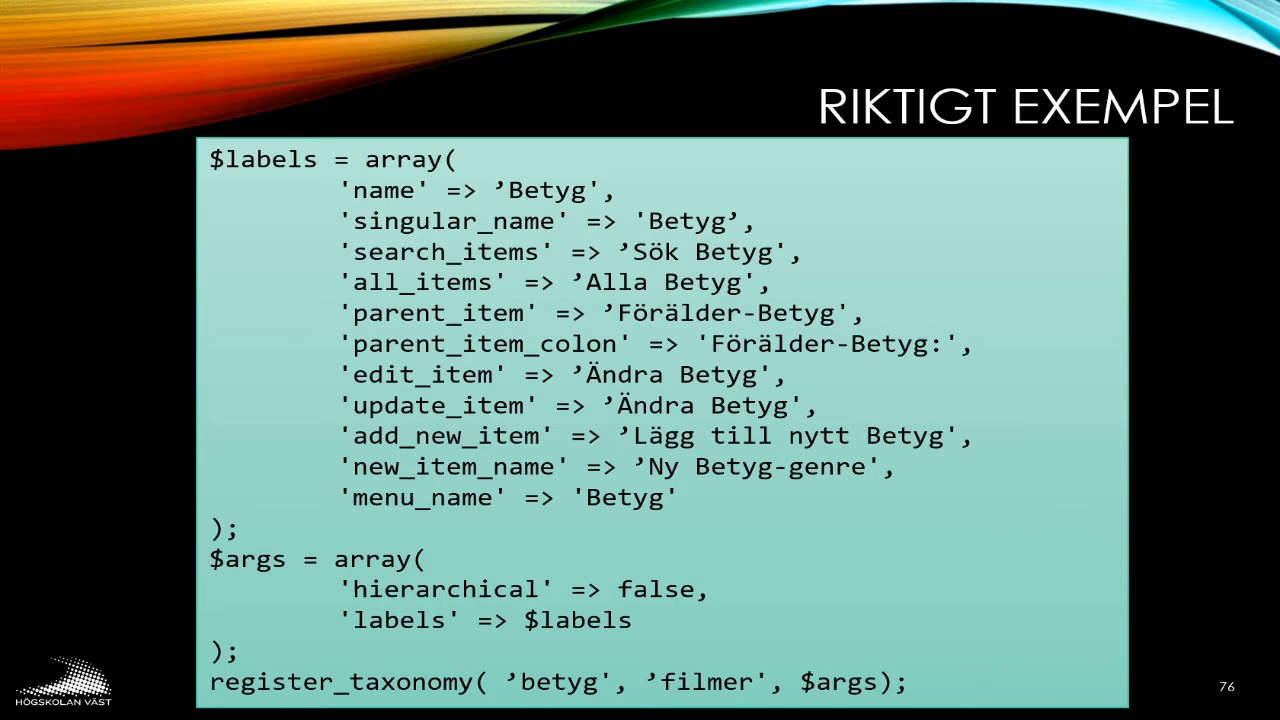 RIKTIGT EXEMPEL
$labels = array(
'name' => ’Betyg',
'singular_name' => 'Betyg’,
'search_items' => ’Sök Betyg',
'all_items' => ’Alla Betyg',
'parent_item' => ’Förälder-Betyg',
'parent_item_colon' => 'Förälder-Betyg:',
'edit_item' => ’Ändra Betyg',
'update_item' => ’Ändra Betyg',
'add_new_item' => ’Lägg till nytt Betyg',
'new_item_name' => ’Ny Betyg-genre',
'menu_name' => 'Betyg'
);
$args = array(
'hierarchical' => false,
'labels' => $labels
);
register_taxonomy( ’betyg', ’filmer', $args);
HÖGSKOLAN VÄST
76